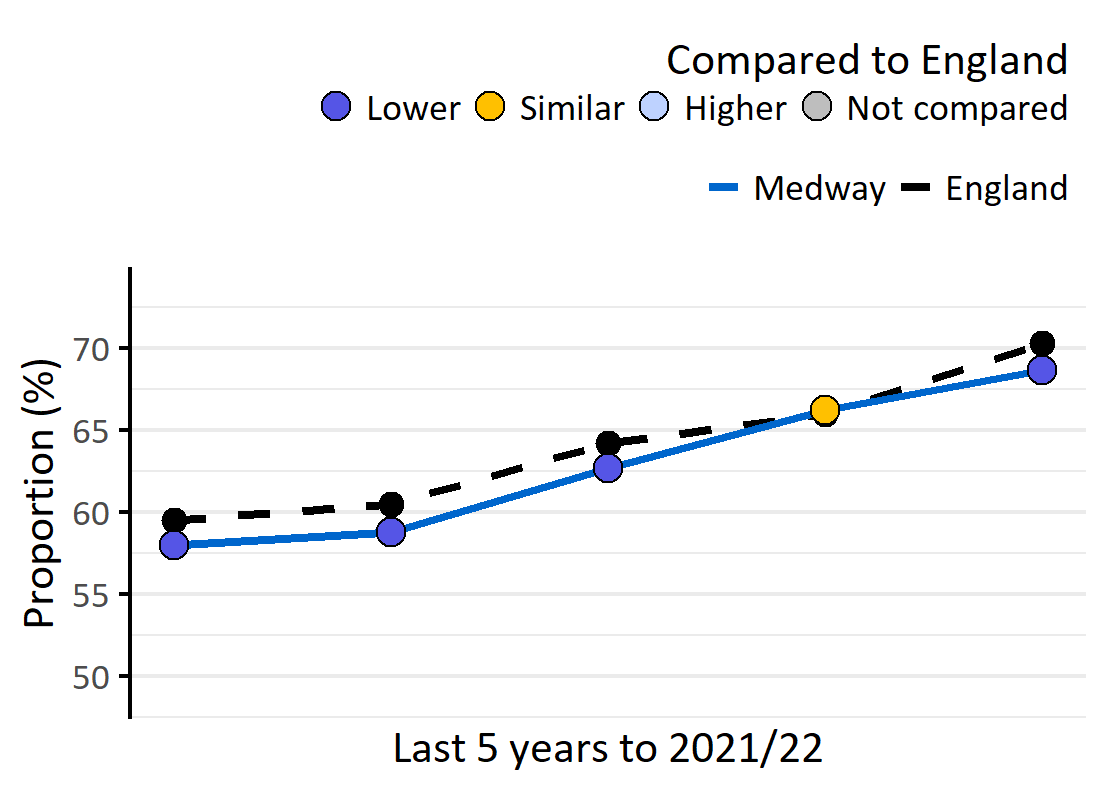 Compared to England
Lower Similar Higher Not compared
Medway England
70
65
60
55
50
Proportion (%)
Last 5 years to 2021/22